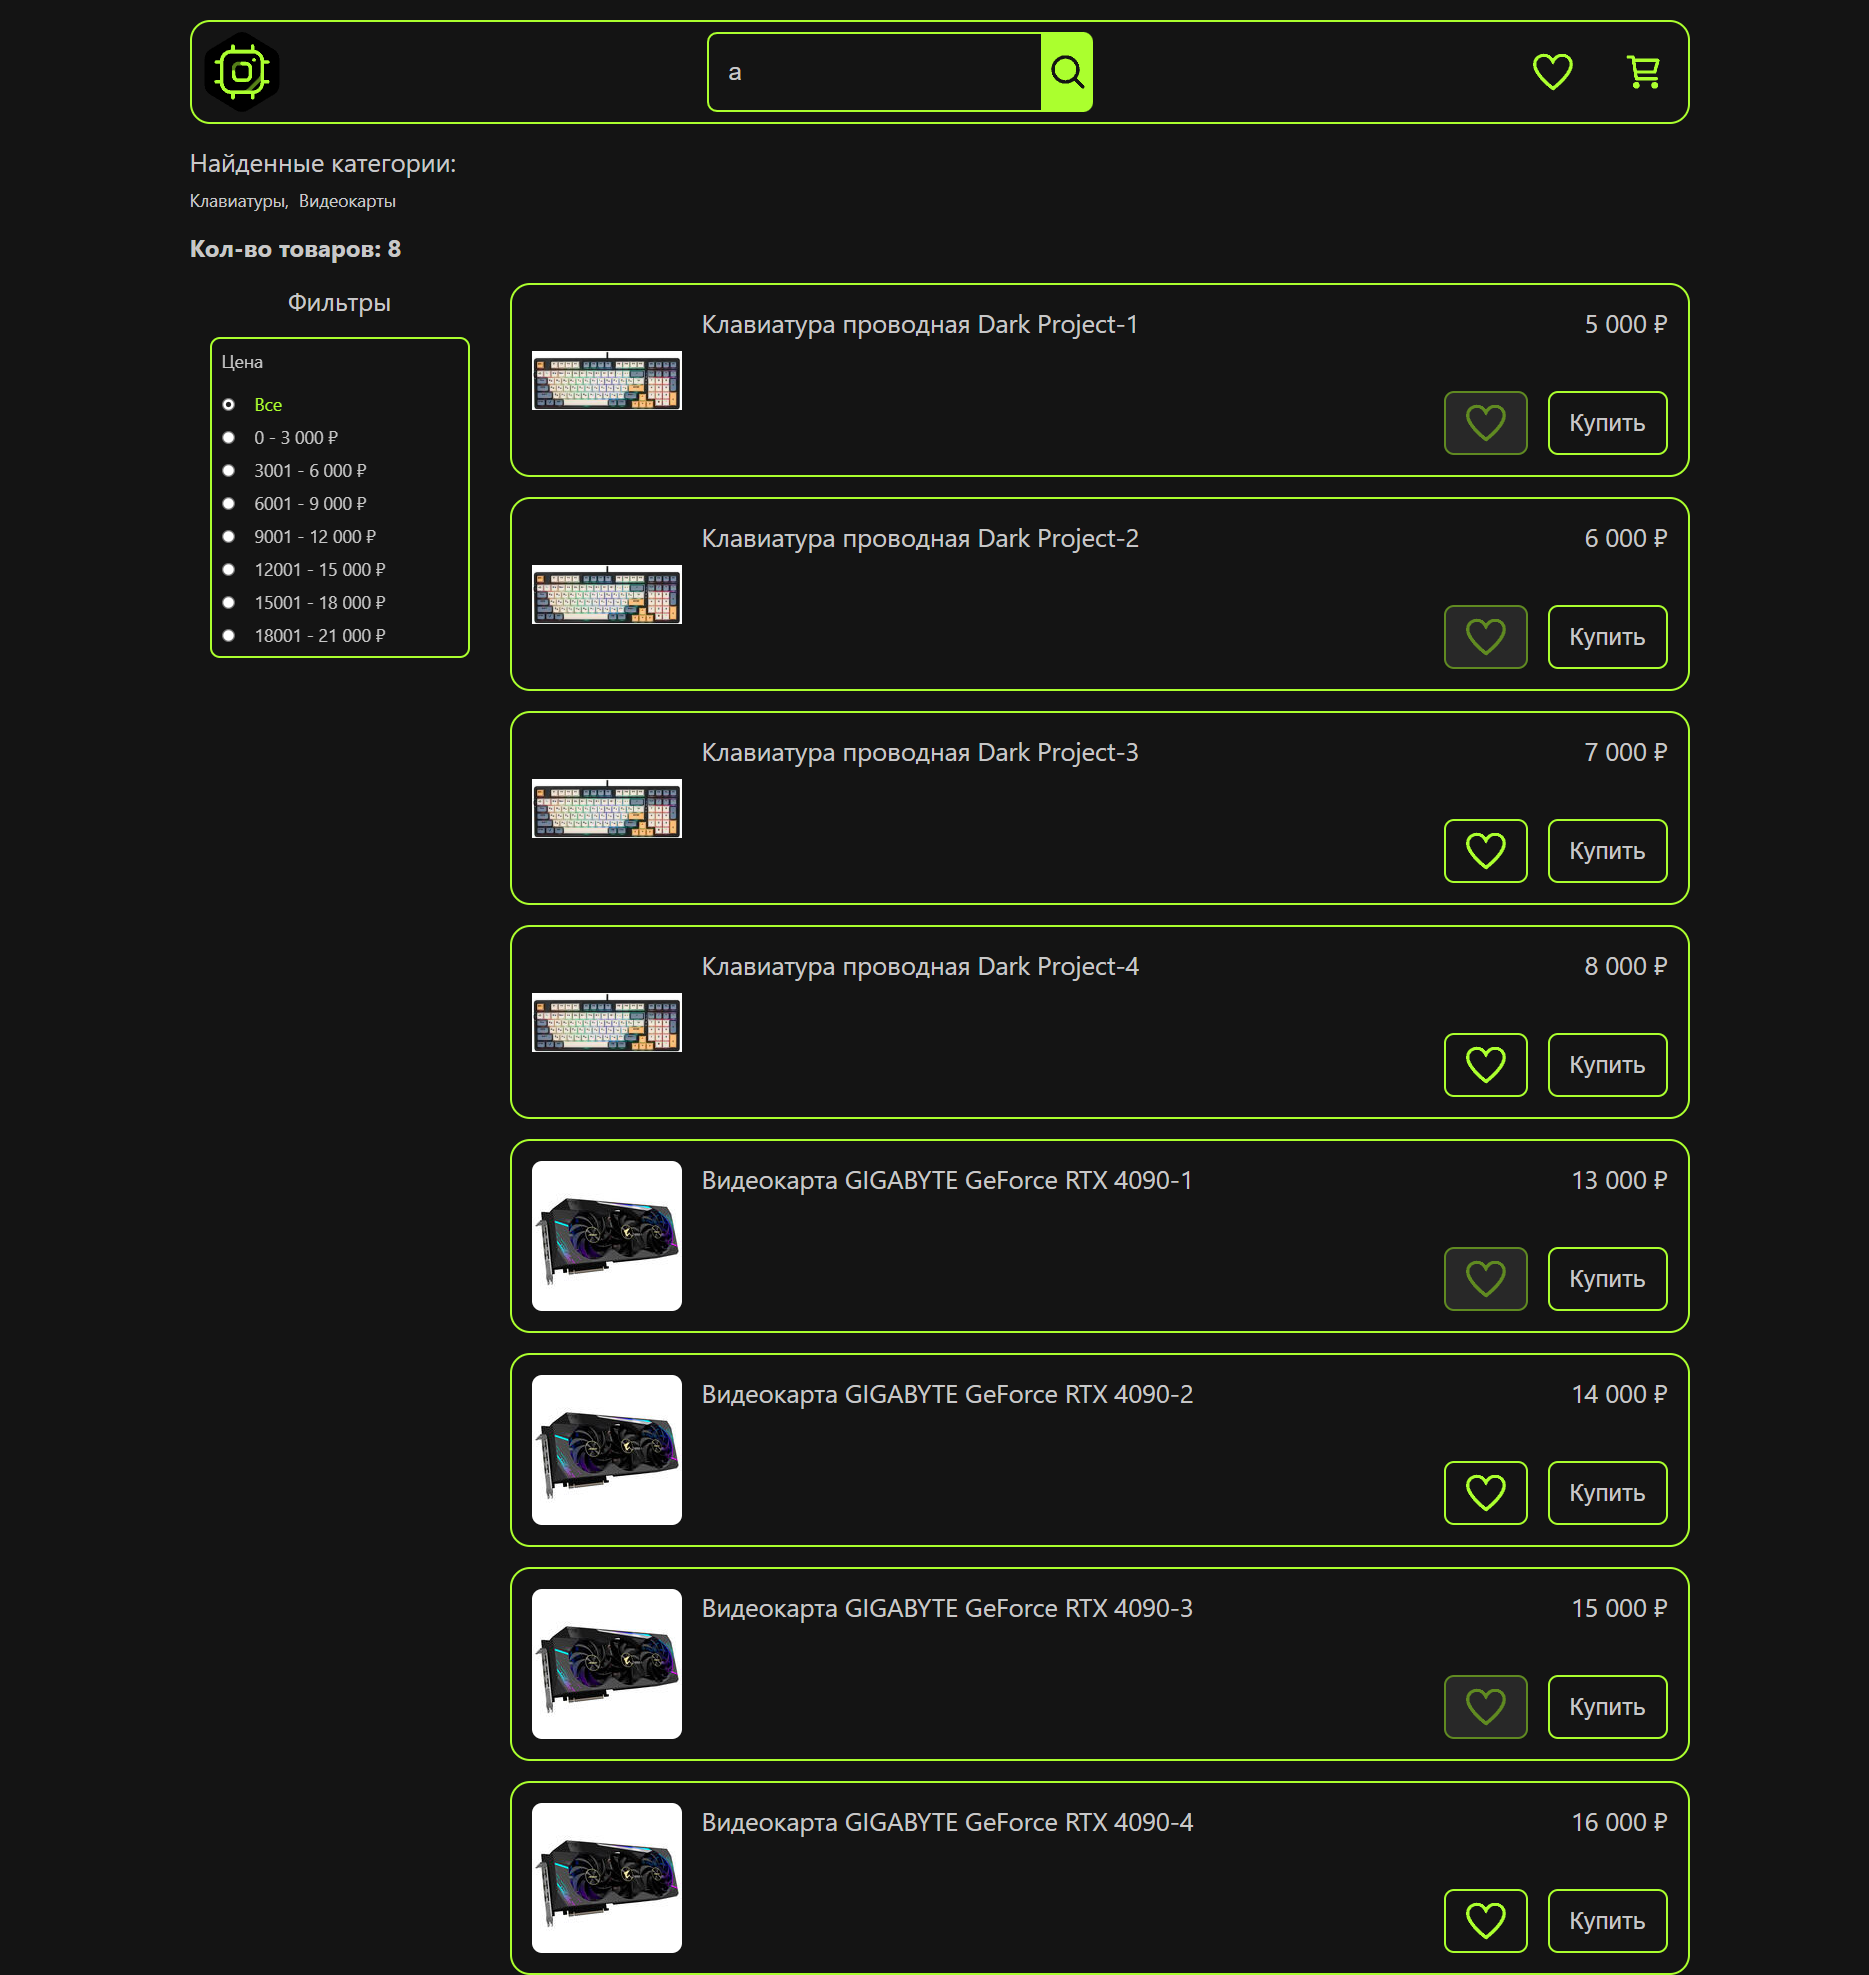 a
Найденные категории:
Клавиатуры, Видеокарты
Кол-во товаров: 8
Фильтры
Цена
Все
0 - 3 000 ₽
3001 - 6 000 ₽
6001 - 9 000 ₽
9001 - 12 000 ₽
12001 - 15 000 ₽
15001 - 18 000 ₽
18001 - 21 000 ₽
Клавиатура проводная Dark Project-1
5 000 ₽
Купить
Клавиатура проводная Dark Project-2
6 000 ₽
Купить
Клавиатура проводная Dark Project-3
7 000 ₽
Купить
Клавиатура проводная Dark Project-4
8 000 ₽
Купить
Видеокарта GIGABYTE GeForce RTX 4090-1
13 000 ₽
Купить
Видеокарта GIGABYTE GeForce RTX 4090-2
14 000 ₽
Купить
Видеокарта GIGABYTE GeForce RTX 4090-3
15 000 ₽
Купить
Видеокарта GIGABYTE GeForce RTX 4090-4
16 000 ₽
Купить